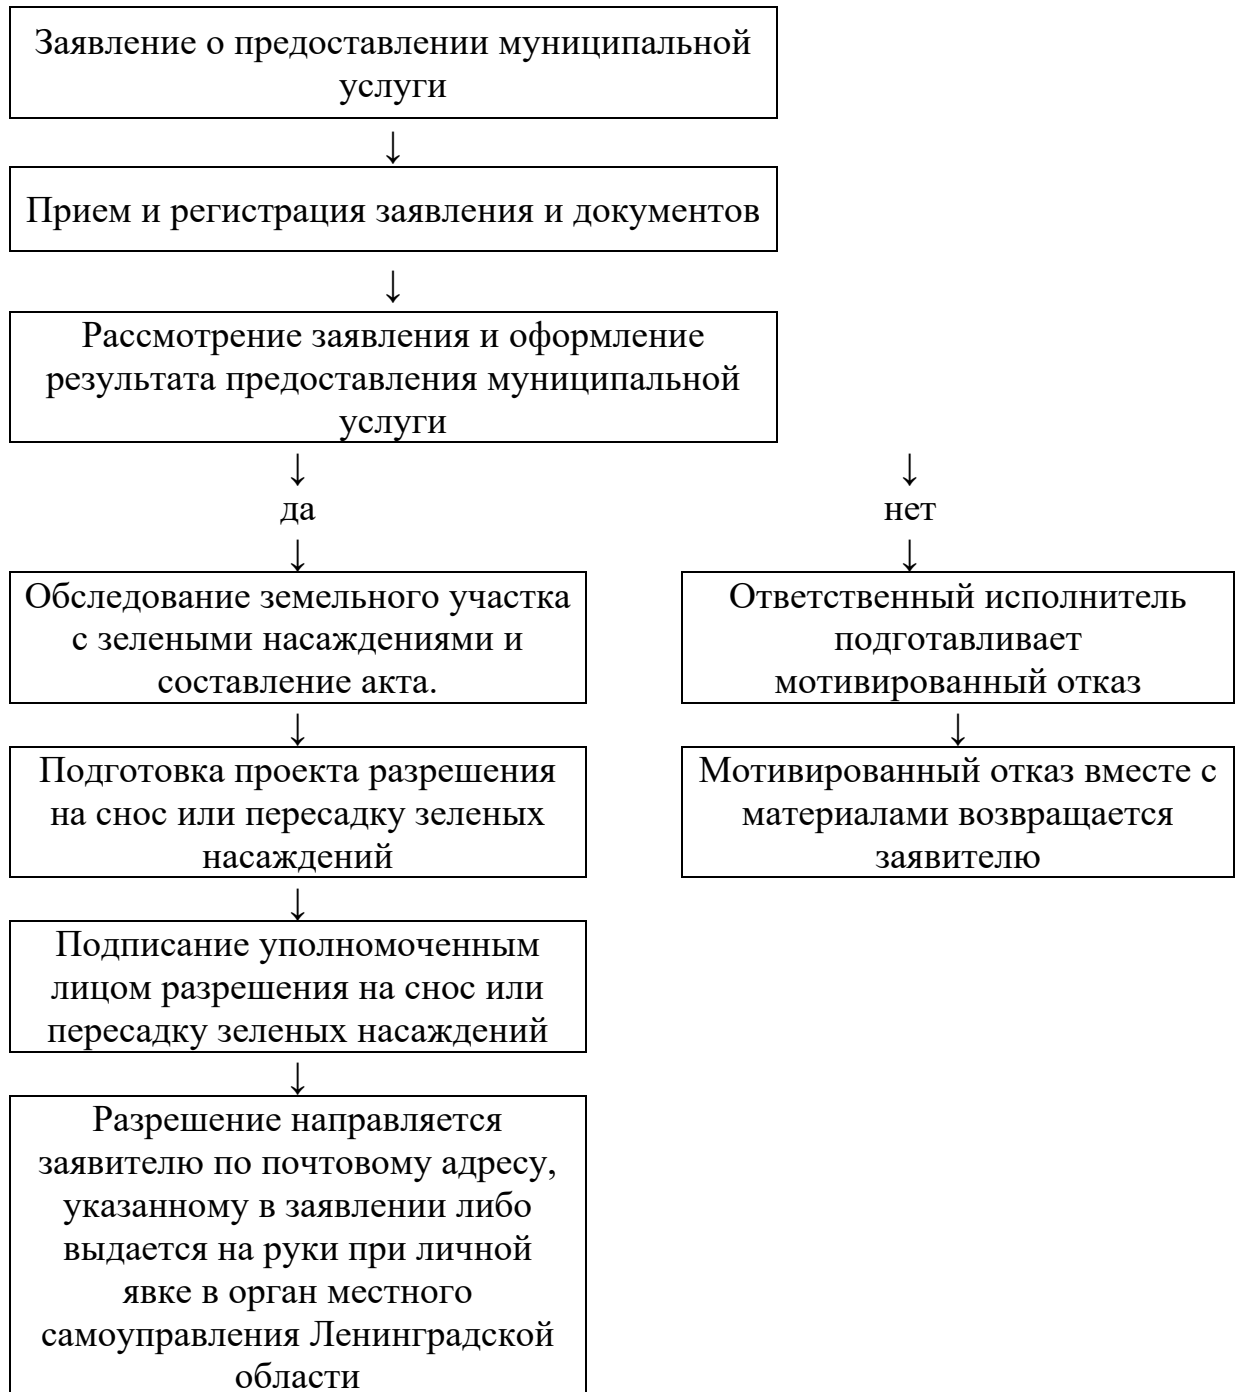 Заявление о предоставлении муниципальной
услуги
↓
Прием и регистрация заявления и документов
↓
Рассмотрение заявления и оформление
результата предоставления муниципальной
услуги
↓
да
↓
Обследование земельного участка
с зелеными насаждениями и
составление акта.
↓
Подготовка проекта разрешения
на снос или пересадку зеленых
насаждений
↓
Подписание уполномоченным
лицом разрешения на снос или
пересадку зеленых насаждений
↓
Разрешение направляется
заявителю по почтовому адресу,
указанному в заявлении либо
выдается на руки при личной
явке в орган местного
самоуправления Ленинградской
области
↓
нет
↓
Ответственный исполнитель
подготавливает
мотивированный отказ
↓
Мотивированный отказ вместе с
материалами возвращается
заявителю